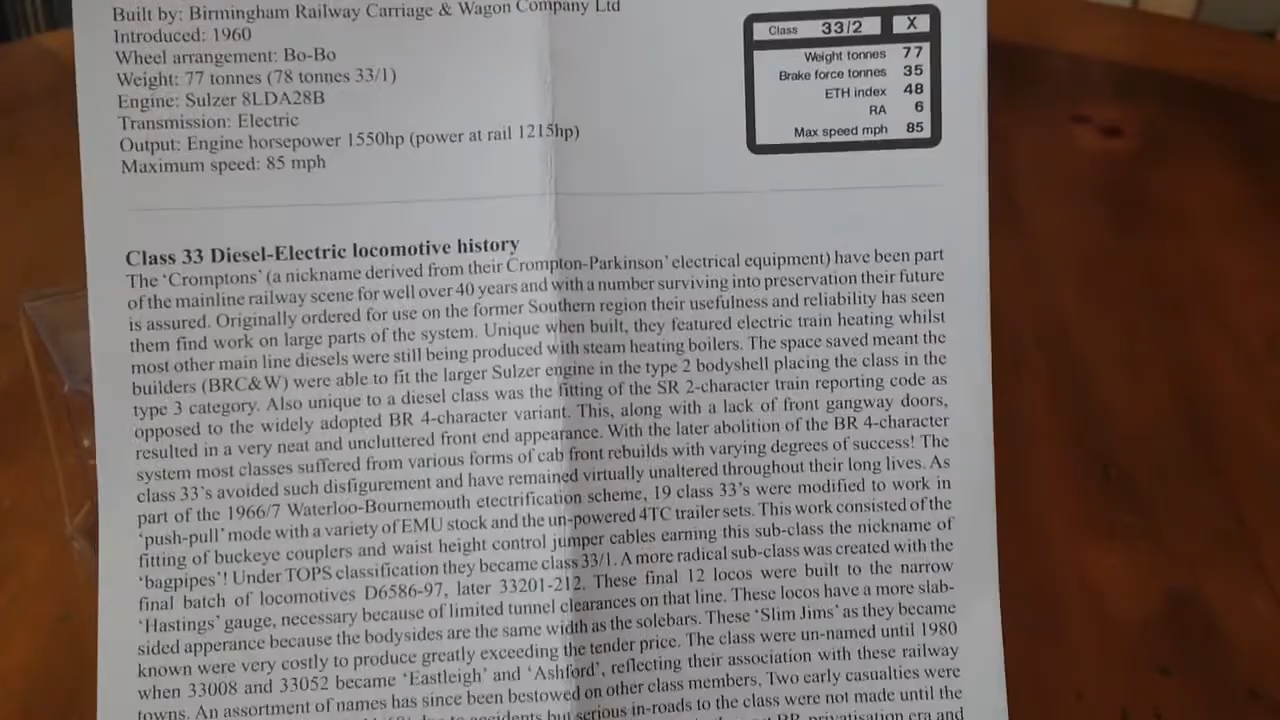 Built by: Birmingham Railway Carriage & Wagon Company Ltd
Introduced: 1960
Wheel arrangement: Bo-Bo
Weight: 77 tonnes (78 tonnes 33/1)
Engine: Sulzer 8LDA28B
Transmission: Electric
Output: Engine horsepower 1550hp (power at rail 1215hp)
Maximum speed: 85 mph
Class 33/2 X
Weight tonnes 77
Brake force tonnes 35
ETH index 48
RA 6
Max speed mph 85
Class 33 Diesel-Electric locomotive history
The 'Cromptons' (a nickname derived from their Crompton-Parkinson' electrical equipment) have been part
of the mainline railway scene for well over 40 years and with a number surviving into preservation their future
is assured. Originally ordered for use on the former Southern region their usefulness and reliability has seen
them find work on large parts of the system. Unique when built, they featured electric train heating whilst
most other main line diesels were still being produced with steam heating boilers. The space saved meant the
builders (BRC&W) were able to fit the larger Sulzer engine in the type 2 bodyshell placing the class in the
type 3 category. Also unique to a diesel class was the fitting of the SR 2-character train reporting code as
opposed to the widely adopted BR 4-character variant. This, along with a lack of front gangway doors,
resulted in a very neat and uncluttered front end appearance. With the later abolition of the BR 4-character
system most classes suffered from various forms of cab front rebuilds with varying degrees of success! The
class 33's avoided such disfigurement and have remained virtually unaltered throughout their long lives. As
part of the 1966/7 Waterloo-Bournemouth etectrification scheme, 19 class 33's were modified to work in
'push-pull' mode with a variety of EMU stock and the un-powered 4TC trailer sets. This work consisted of the
fitting of buckeye couplers and waist height control jumper cables earning this sub-class the nickname of
'bagpipes'! Under TOPS classification they became class 33/1. A more radical sub-class was created with the
final batch of locomotives D6586-97, later 33201-212. These final 12 locos were built to the narrow
'Hastings' gauge, necessary because of limited tunnel clearances on that line. These locos have a more slab-
sided apperance because the bodysides are the same width as the solebars. These 'Slim Jims' as they became
known were very costly to produce greatly exceeding the tender price. The class were un-named until 1980
when 33008 and 33052 became 'Eastleigh' and 'Ashford', reflecting their association with these railway
towns. An assortment of names has since been bestowed on other class members, Two early casualties were
accidents but serious in-roads to the class were not made until the
BR privatisation era and